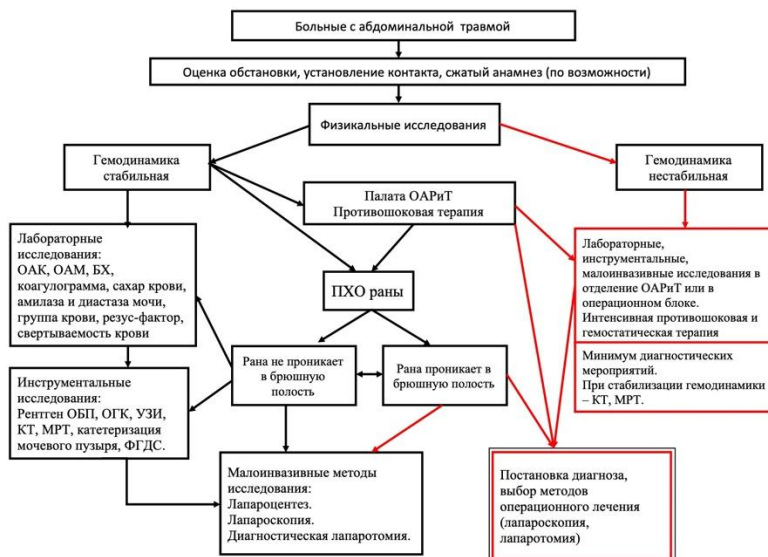 Больные с абдоминальной травмой
Оценка обстановки, установление контакта, сжатый анамнез (по возможности)
Физикальные исследования
Гемодинамика
стабильная
Гемодинамика
нестабильная
Палата ОАРиТ
Противошоковая терапия
Лабораторные
исследования:
ОАК, ОАМ, БХ,
коагулограмма, сахар крови,
амилаза и диастаза мочи,
группа крови, резус-фактор,
свертываемость крови
Лабораторные,
инструментальные,
малоинвазивные исследования в
отделение ОАРиТ или в
операционном блоке.
Интенсивная противошоковая и
гемостатическая терапия
ПХО раны
Рана не проникает
в брюшную
полость
Рана проникает в
брюшную полость
Минимум диагностических
мероприятий.
При стабилизации гемодинамики
– КТ, МРТ.
Инструментальные
исследования:
Рентген ОБП, ОГК, УЗИ,
КТ, МРТ, катетеризация
мочевого пузыря, ФГДС.
Малоинвазивные методы
исследования:
Лапароцентез.
Лапароскопия.
Диагностическая лапаротомия.
Постановка диагноза,
выбор методов
операционного лечения
(лапароскопия,
лапаротомия)